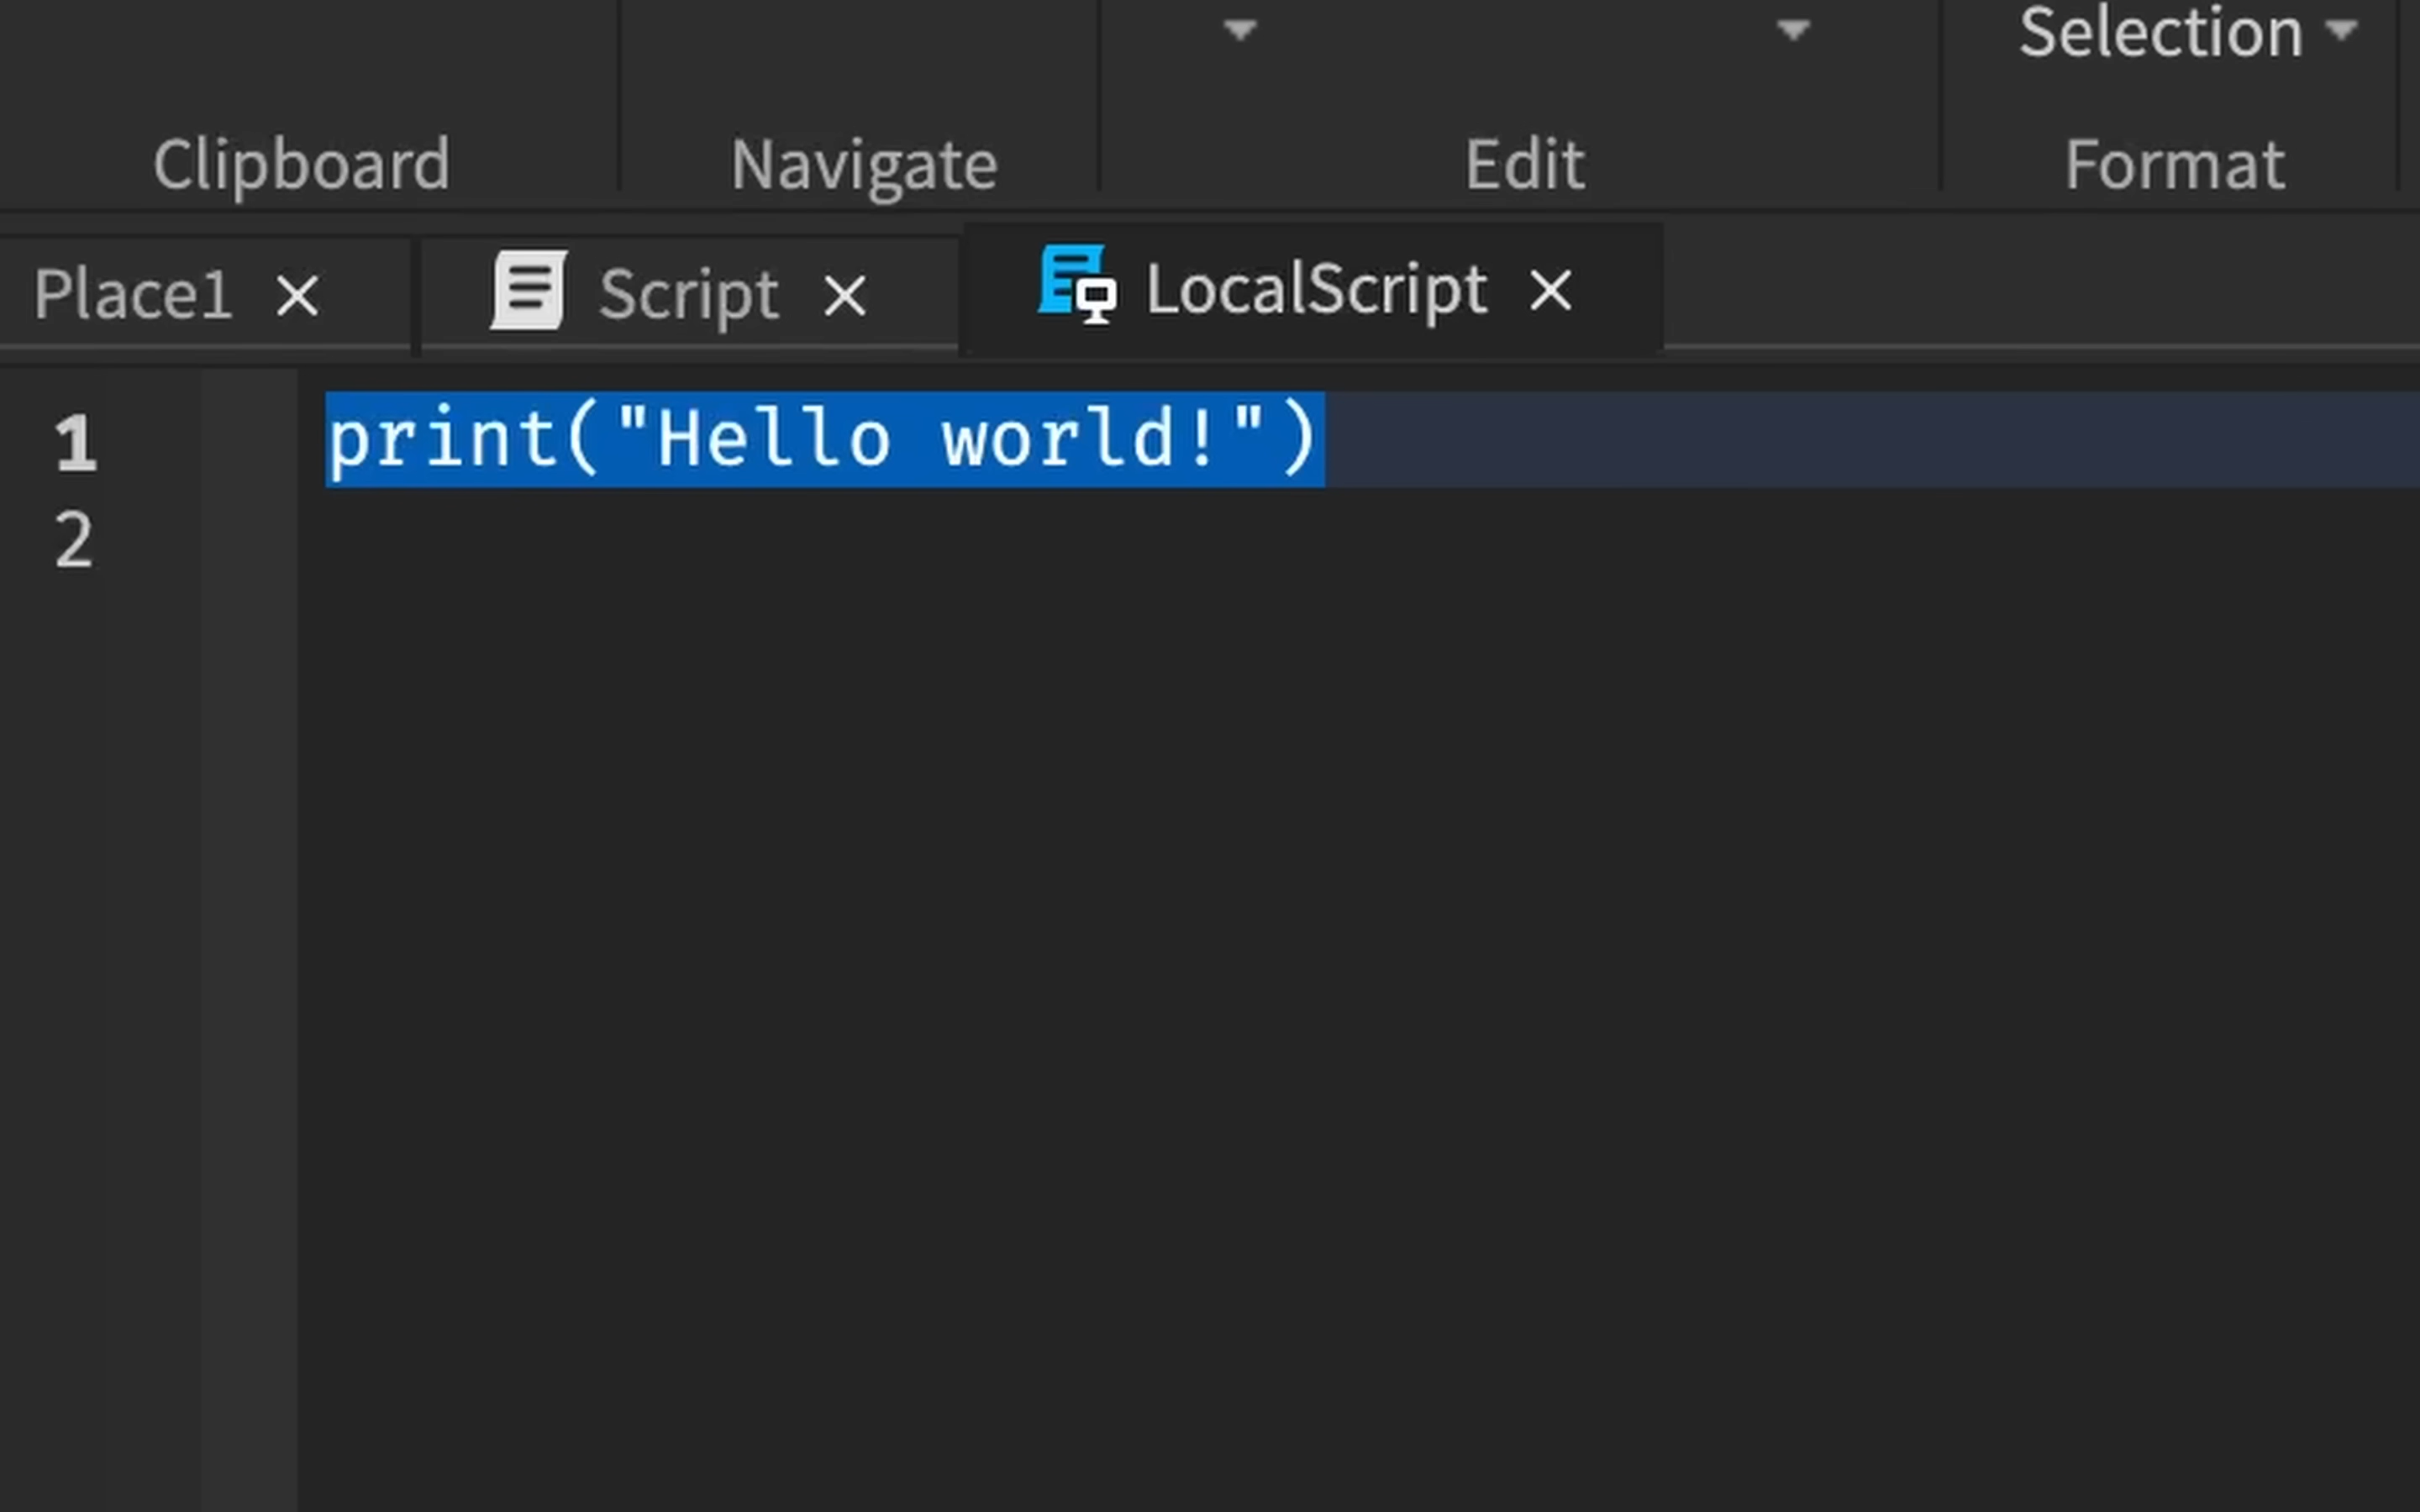 Selection
Clipboard Navigate Edit Format
Place1 Script LocalScript
1 print("Hello world!")
2